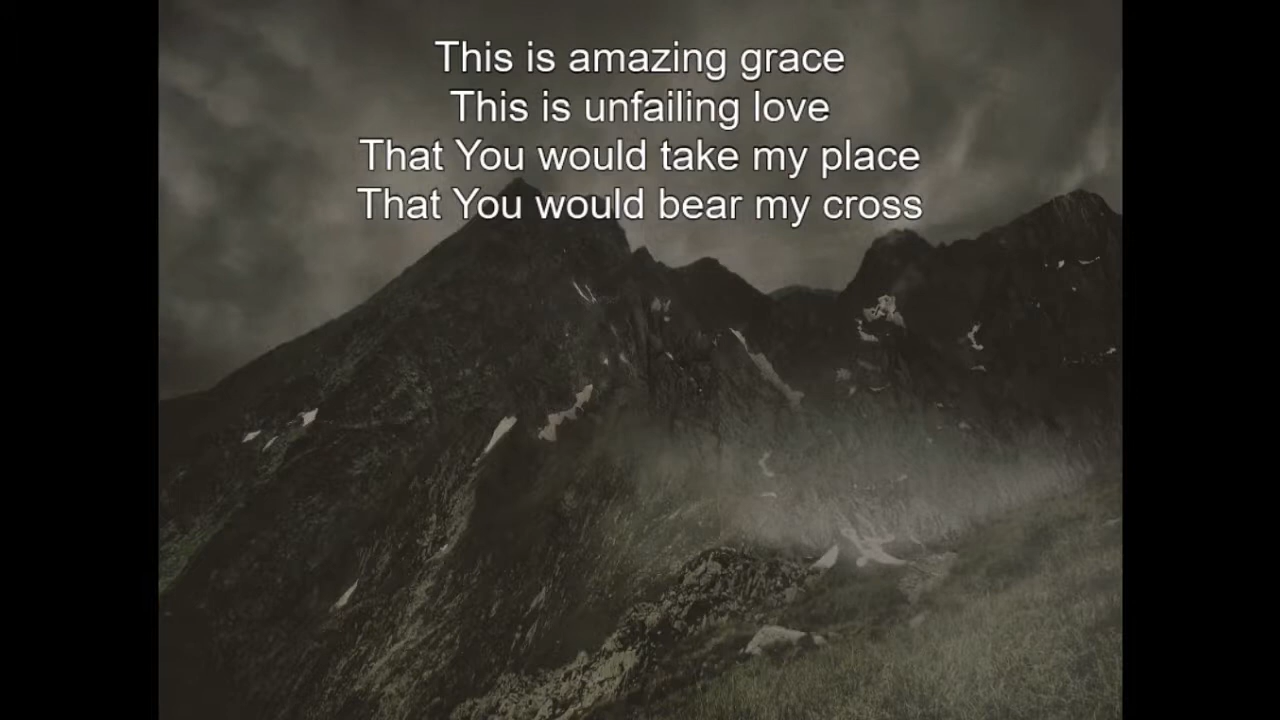 This is amazing grace
This is unfailing love
That You would take my place
That You would bear my cross